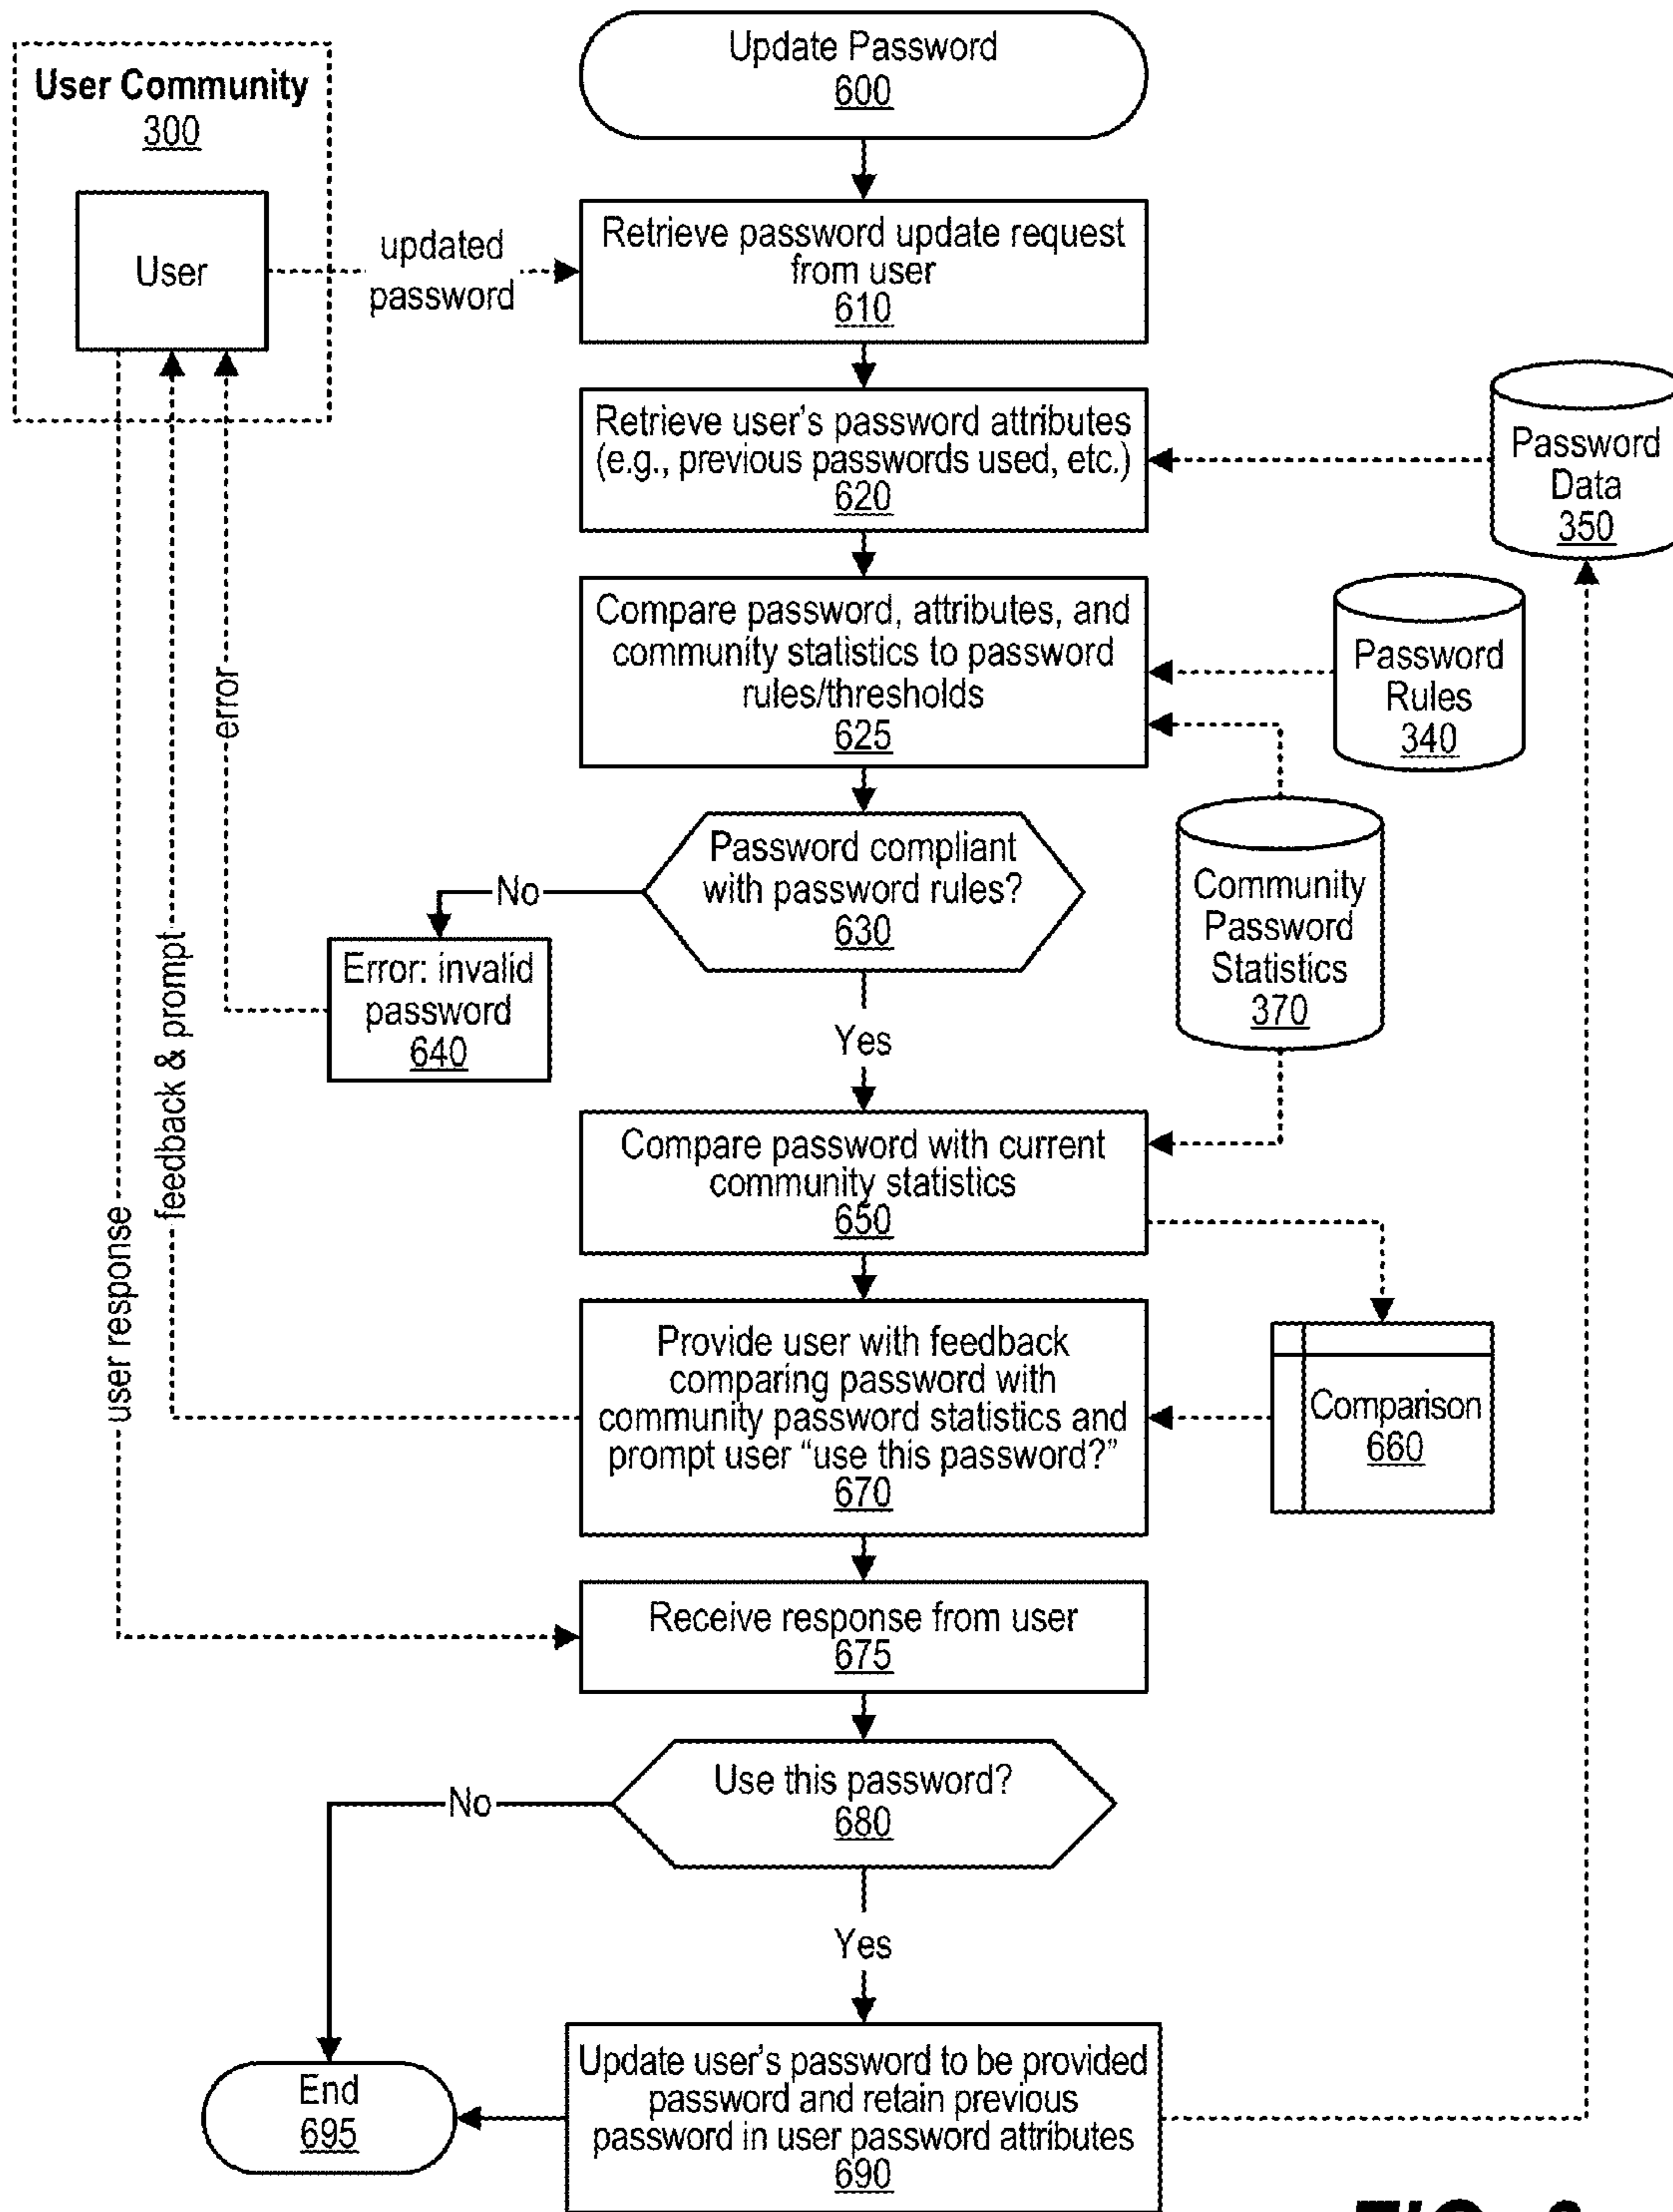 Update Password
600
User Community
300
User
updated
password
Retrieve password update request
from user
610
Retrieve user's password attributes
(e.g., previous passwords used, etc.)
620
Password
Data
350
Compare password, attributes, and
community statistics to password
rules/thresholds
625
Password
Rules
340
error
Password compliant
with password rules?
630
No
Community
Password
Statistics
370
Error: invalid
password
640
Yes
feedback & prompt
Compare password with current
community statistics
650
user response
Provide user with feedback
comparing password with
community password statistics and
prompt user “use this password?”
670
Comparison
660
Receive response from user
675
Use this password?
680
No
Yes
Update user's password to be provided
password and retain previous
password in user password attributes
690
End
695